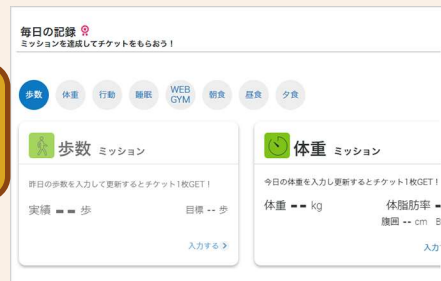 毎日の記録
ミッションを達成してチケットをもらおう！
歩数 体重 行動 睡眠 WEB GYM 朝食 昼食 夕食
歩数 ミッション
昨日の歩数を入力して更新するとチケット1枚GET！
実績 -- 歩 目標 -- 歩
入力する
体重 ミッション
今日の体重を入力し更新するとチケット1枚GET！
体重 -- kg 体脂肪率
腹囲 -- cm